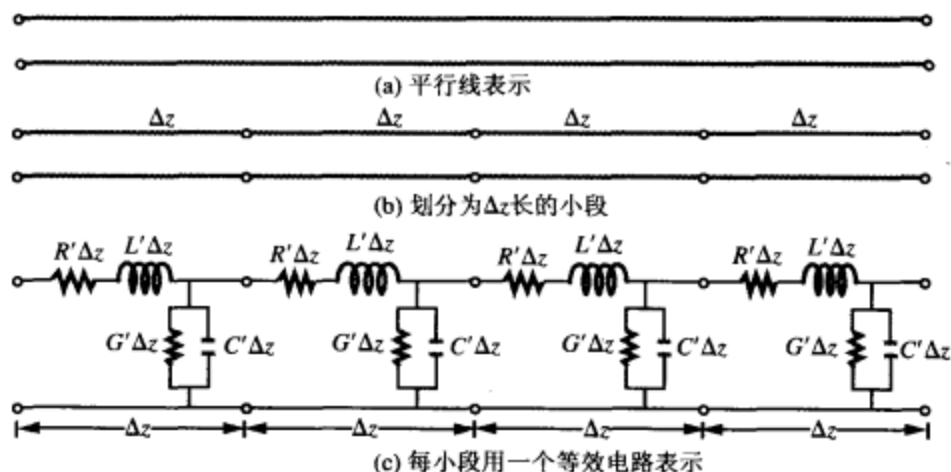 (a) 平行线表示
Δz Δz Δz Δz
(b) 划分为Δz长的小段
R′Δz L′Δz R′Δz L′Δz R′Δz L′Δz R′Δz L′Δz
G′Δz C′Δz G′Δz C′Δz G′Δz C′Δz G′Δz C′Δz
Δz Δz Δz Δz
(c) 每小段用一个等效电路表示